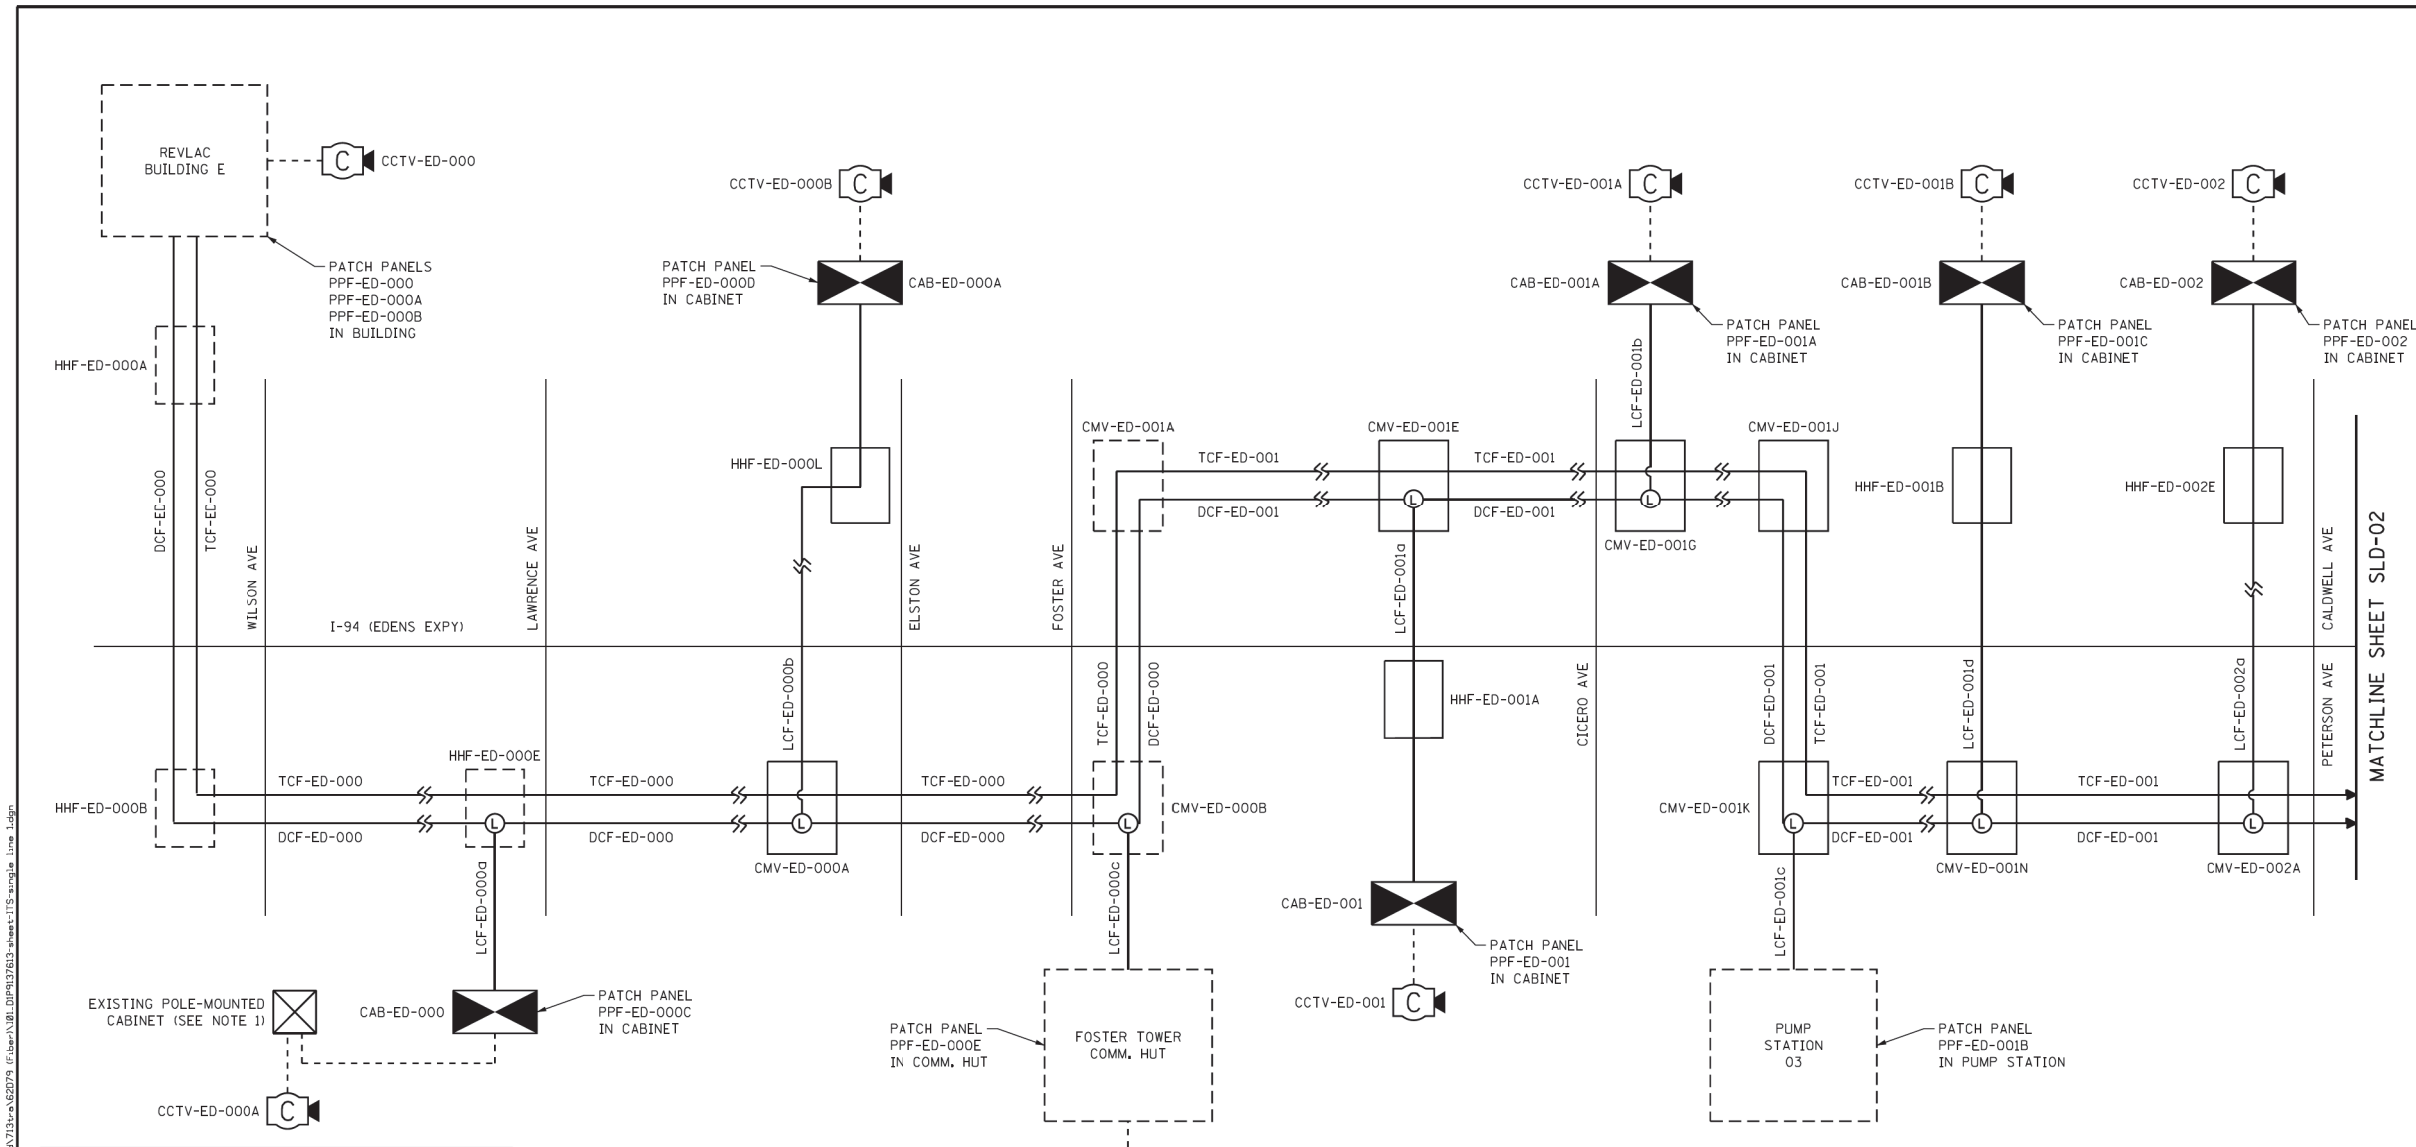 REVLAC
BUILDING E
C
CCTV-ED-000
PATCH PANELS
PPF-ED-000
PPF-ED-000A
PPF-ED-000B
IN BUILDING
HHF-ED-000A
DCF-ED-000
TCF-ED-000
WILSON AVE
I-94 (EDENS EXPY)
LAWRENCE AVE
CCTV-ED-000B
C
PATCH PANEL
PPF-ED-000D
IN CABINET
CAB-ED-000A
HHF-ED-000L
ELSTON AVE
FOSTER AVE
LCF-ED-000b
CMV-ED-001A
TCF-ED-001
DCF-ED-001
CMV-ED-001E
L
TCF-ED-001
DCF-ED-001
LCF-ED-001a
CCTV-ED-001A
C
CAB-ED-001A
PATCH PANEL
PPF-ED-001A
IN CABINET
LCF-ED-001b
L
CMV-ED-001G
CMV-ED-001J
CCTV-ED-001B
C
CAB-ED-001B
PATCH PANEL
PPF-ED-001C
IN CABINET
HHF-ED-001B
CCTV-ED-002
C
CAB-ED-002
PATCH PANEL
PPF-ED-002
IN CABINET
HHF-ED-002E
CALDWELL AVE
PETERSON AVE
MATCHLINE SHEET SLD-02
HHF-ED-000B
TCF-ED-000
DCF-ED-000
HHF-ED-000E
L
TCF-ED-000
DCF-ED-000
L
CMV-ED-000A
TCF-ED-000
DCF-ED-000
TCF-ED-000
DCF-ED-000
L
CMV-ED-000B
HHF-ED-001A
CICERO AVE
DCF-ED-001
TCF-ED-001
CMV-ED-001K
L
TCF-ED-001
DCF-ED-001
LCF-ED-001d
L
CMV-ED-001N
TCF-ED-001
DCF-ED-001
LCF-ED-002a
L
CMV-ED-002A
LCF-ED-000a
EXISTING POLE-MOUNTED
CABINET (SEE NOTE 1)
CAB-ED-000
PATCH PANEL
PPF-ED-000C
IN CABINET
CCTV-ED-000A
C
LCF-ED-000c
PATCH PANEL
PPF-ED-000E
IN COMM. HUT
FOSTER TOWER
COMM. HUT
CAB-ED-001
PATCH PANEL
PPF-ED-001
IN CABINET
CCTV-ED-001
C
LCF-ED-001c
PUMP
STATION
03
PATCH PANEL
PPF-ED-001B
IN PUMP STATION